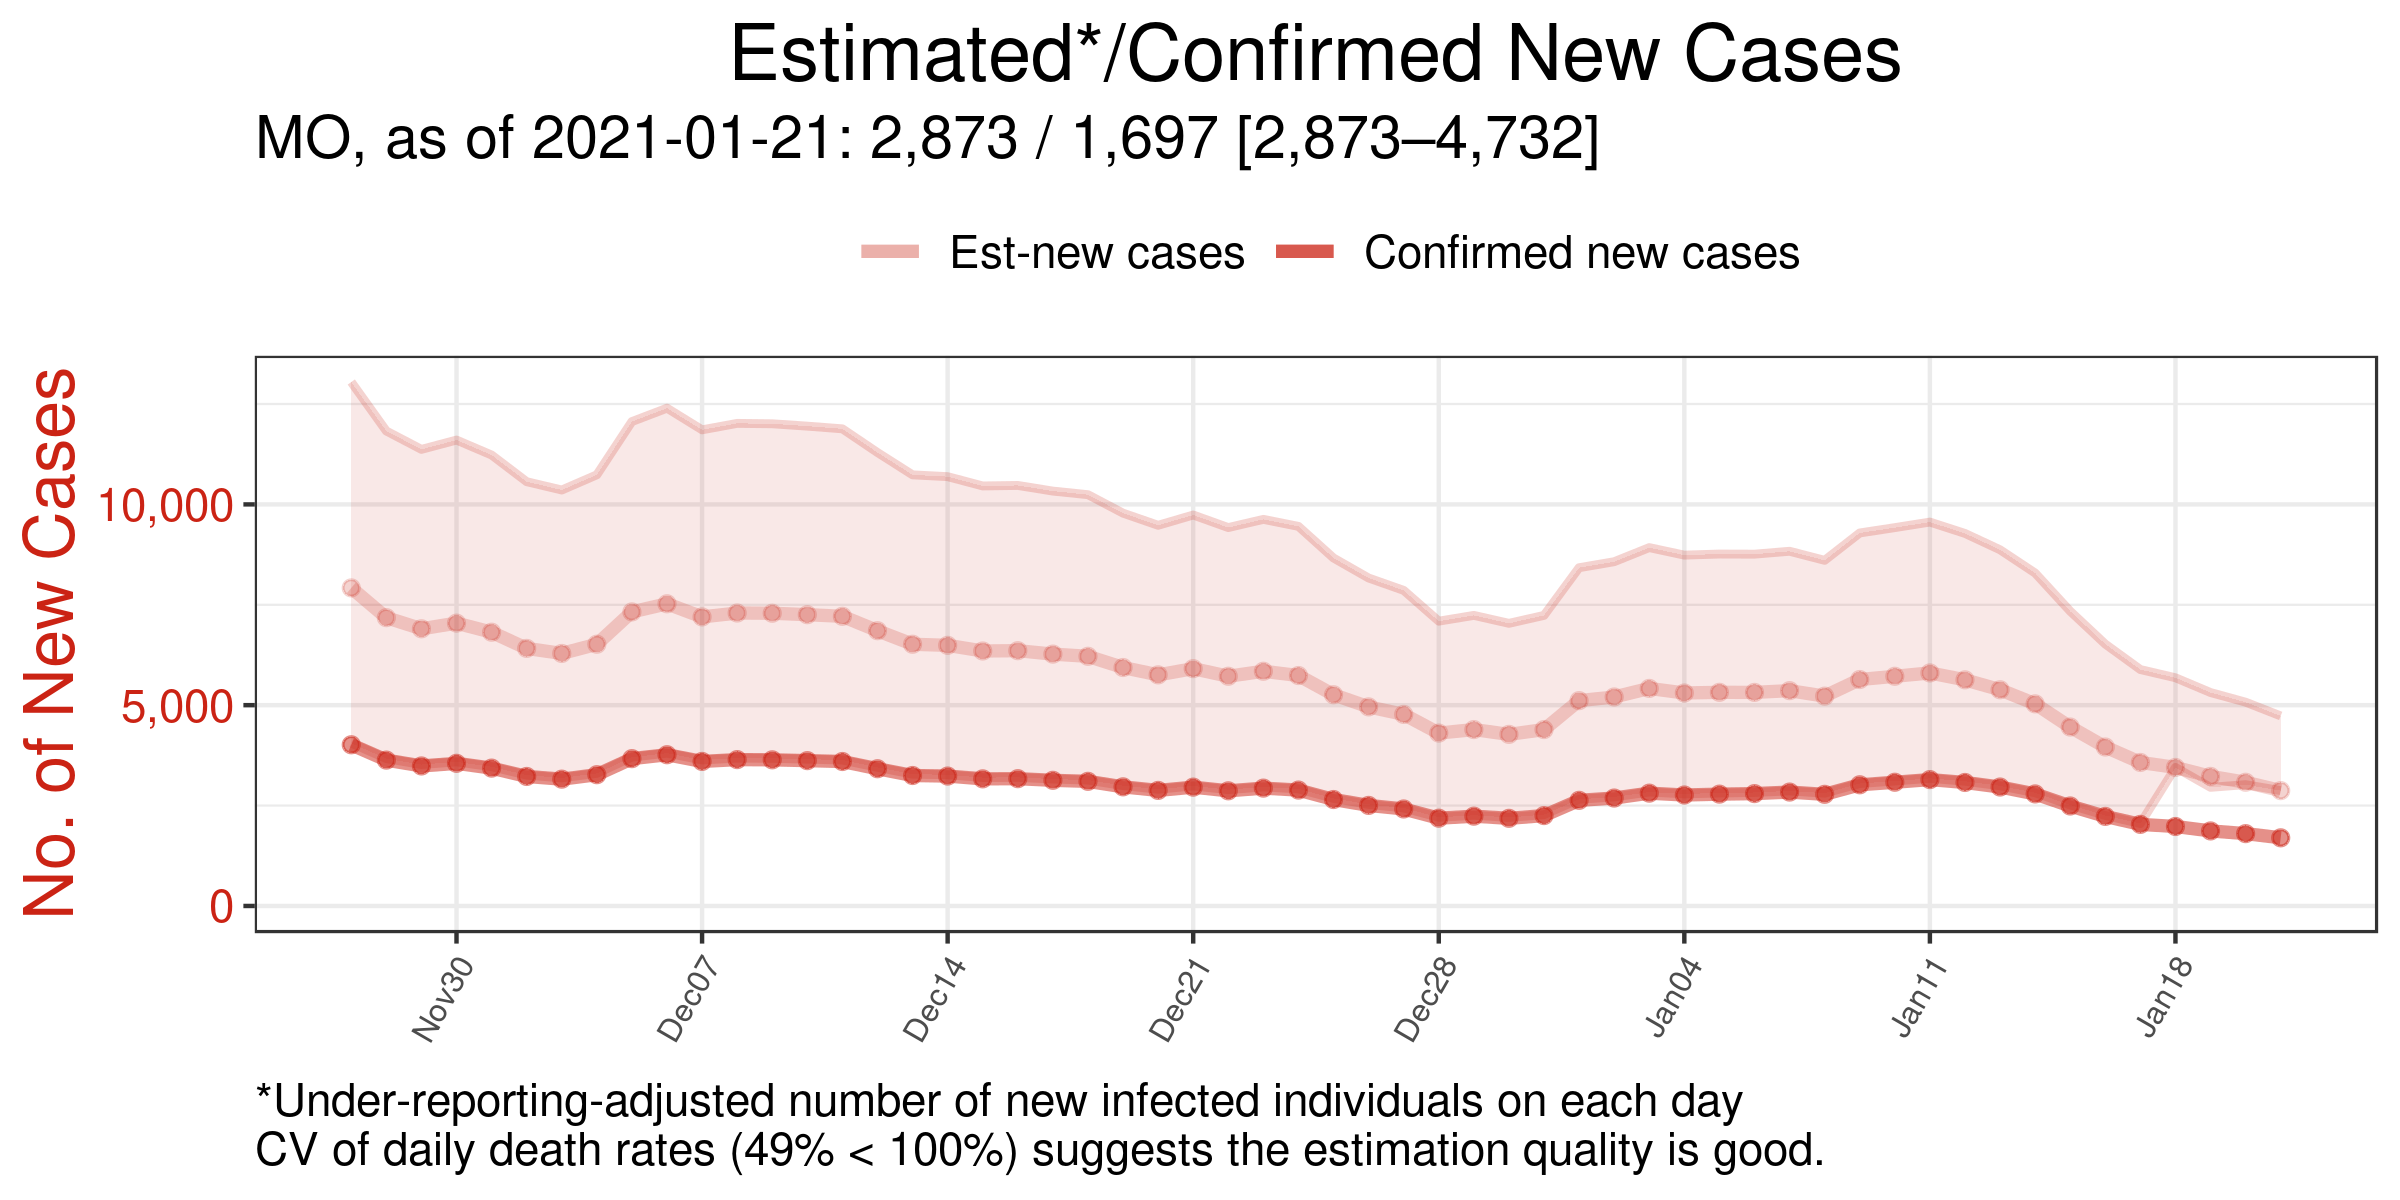 Estimated*/Confirmed New Cases
MO, as of 2021-01-21: 2,873 / 1,697 [2,873–4,732]
Est-new cases Confirmed new cases
No. of New Cases
10,000
5,000
0
Nov30 Dec07 Dec14 Dec21 Dec28 Jan04 Jan11 Jan18
*Under-reporting-adjusted number of new infected individuals on each day
CV of daily death rates (49% < 100%) suggests the estimation quality is good.